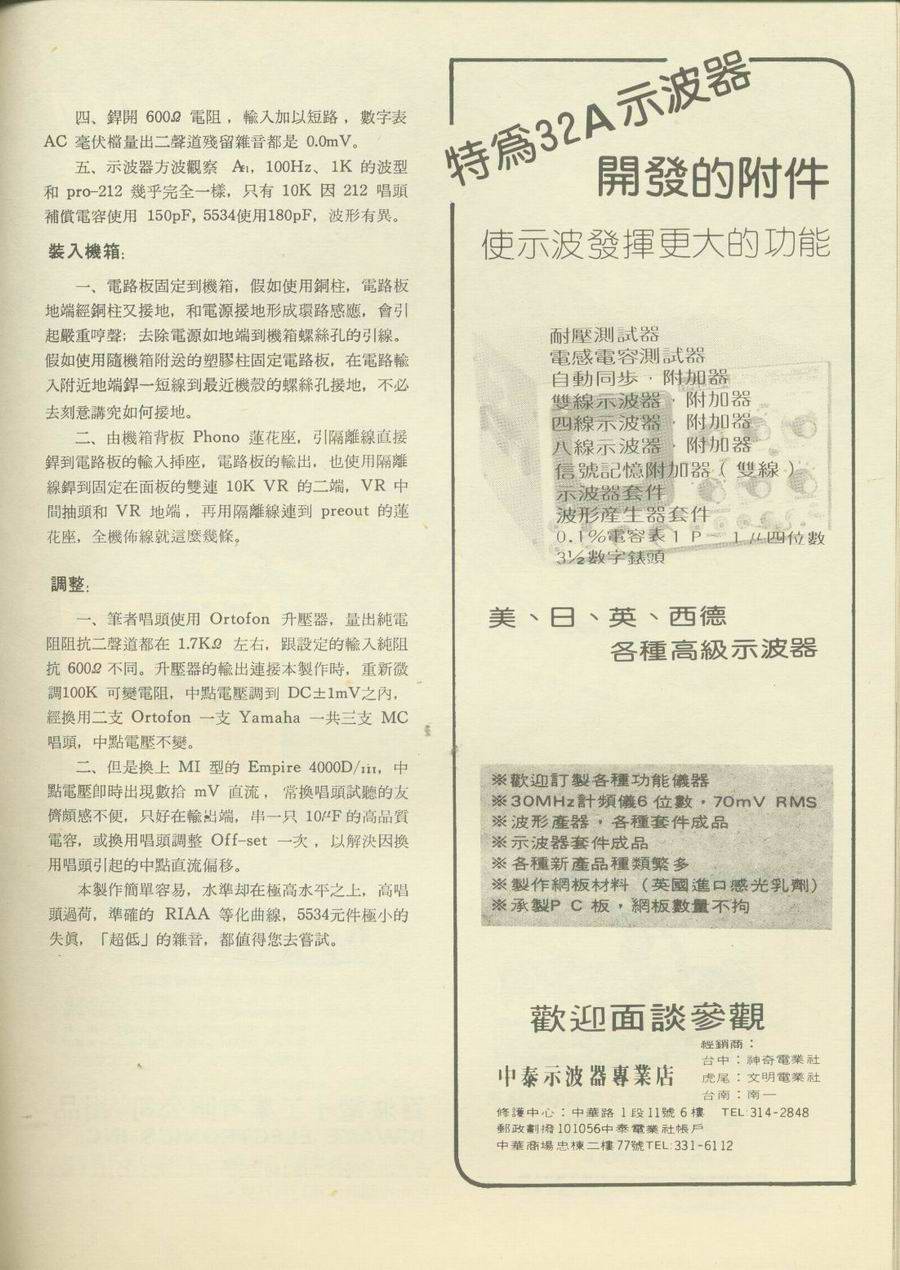 四、銲開 600Ω 電阻，輸入加以短路，數字表
AC 毫伏檔量出二聲道殘留雜音都是 0.0mV。
五、示波器方波觀察 A₁，100Hz、1K 的波型
和 pro-212 幾乎完全一樣，只有 10K 因 212 唱頭
補償電容使用 150pF，5534使用180pF，波形有異。
裝入機箱：
一、電路板固定到機箱，假如使用銅柱，電路板
地端經銅柱又接地，和電源接地形成環路感應，會引
起嚴重哼聲；去除電源如地端到機箱螺絲孔的引線。
假如使用隨機箱附送的塑膠柱固定電路板，在電路輸
入附近地端銲一短線到最近機殼的螺絲孔接地，不必
去刻意講究如何接地。
二、由機箱背板 Phono 蓮花座，引隔離線直接
銲到電路板的輸入挿座，電路板的輸出，也使用隔離
線銲到固定在面板的雙連 10K VR 的二端，VR 中
間抽頭和 VR 地端，再用隔離線連到 preout 的蓮
花座，全機佈線就這麼幾條。
調整：
一、筆者唱頭使用 Ortofon 升壓器，量出純電
阻阻抗二聲道都在 1.7KΩ 左右，跟設定的輸入純阻
抗 600Ω 不同。升壓器的輸出連接本製作時，重新微
調100K 可變電阻，中點電壓調到 DC±1mV之內，
經換用二支 Ortofon 一支 Yamaha 一共三支 MC
唱頭，中點電壓不變。
二、但是換上 MI 型的 Empire 4000D/III，中
點電壓卽時出現數拾 mV 直流，常換唱頭試聽的友
儕頗感不便，只好在輸出端，串一只 10μF 的高品質
電容，或換用唱頭調整 Off-set 一次，以解決因換
用唱頭引起的中點直流偏移。
本製作簡單容易，水準却在極高水平之上，高唱
頭過荷，準確的 RIAA 等化曲線，5534元件極小的
失眞，「超低」的雜音，都値得您去嘗試。
特爲32A示波器
開發的附件
使示波發揮更大的功能
耐壓測試器
電感電容測試器
自動同步．附加器
雙線示波器．附加器
四線示波器．附加器
八線示波器．附加器
信號記憶附加器（雙線）
示波器套件
波形產生器套件
0.1%電容表1P－1μ四位數
3½數字錶頭
美、日、英、西德
各種高級示波器
※歡迎訂製各種功能儀器
※30MHz計頻儀6位數，70mV RMS
※波形產器，各種套件成品
※示波器套件成品
※各種新產品種類繁多
※製作網板材料（英國進口感光乳劑）
※承製PC板，網板數量不拘
歡迎面談參觀
中泰示波器專業店
經銷商：
台中：神奇電業社
虎尾：文明電業社
台南：南一
修護中心：中華路1段11號6樓 TEL:314-2848
郵政劃撥101056中泰電業社帳戶
中華商場忠棟二樓77號TEL:331-6112